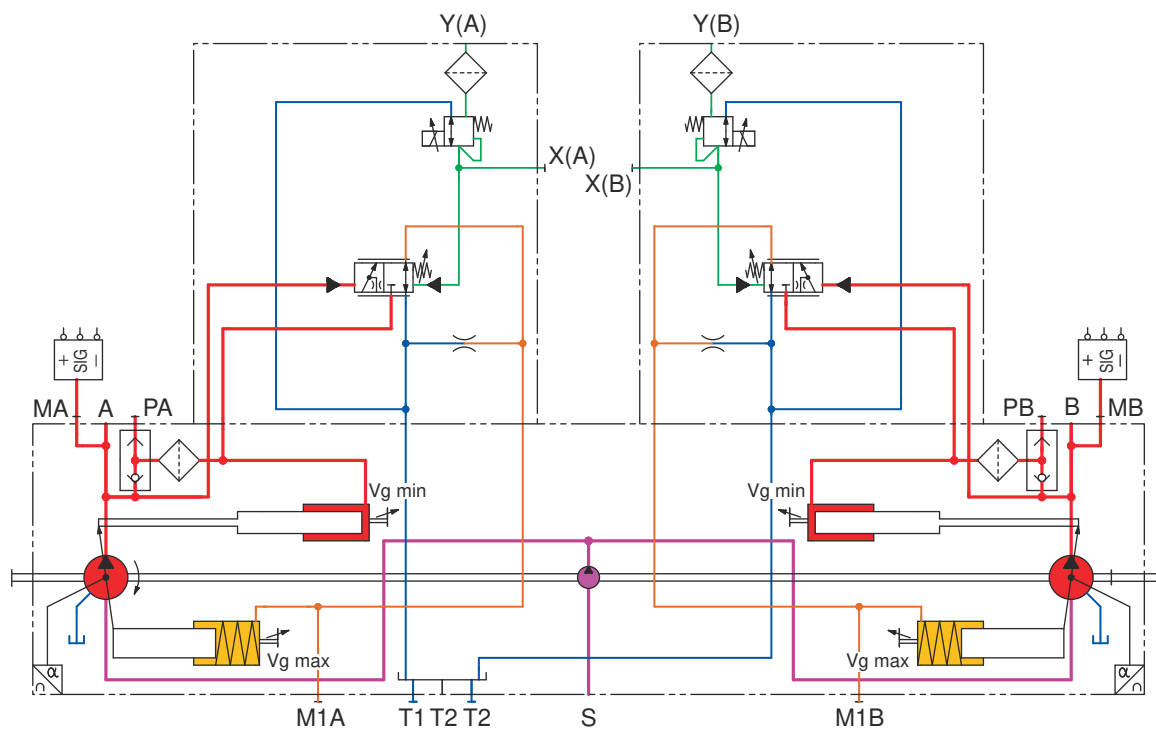 Y(A) Y(B)
X(A)
X(B)
+ SIG – + SIG –
MA A PA PB B MB
Vg min Vg min
Vg max Vg max
α α
M1A T1 T2 T2 S M1B